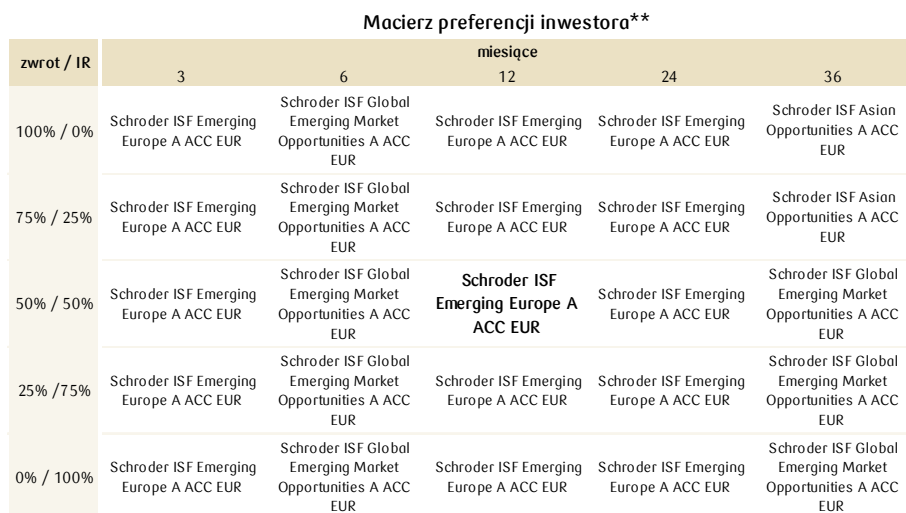 Macierz preferencji inwestora**
zwrot / IR
miesiące
3 6 12 24 36
100% / 0%
Schroder ISF Emerging
Europe A ACC EUR
Schroder ISF Global
Emerging Market
Opportunities A ACC
EUR
Schroder ISF Emerging
Europe A ACC EUR
Schroder ISF Emerging
Europe A ACC EUR
Schroder ISF Asian
Opportunities A ACC
EUR
75% / 25%
Schroder ISF Emerging
Europe A ACC EUR
Schroder ISF Global
Emerging Market
Opportunities A ACC
EUR
Schroder ISF Emerging
Europe A ACC EUR
Schroder ISF Emerging
Europe A ACC EUR
Schroder ISF Asian
Opportunities A ACC
EUR
50% / 50%
Schroder ISF Emerging
Europe A ACC EUR
Schroder ISF Global
Emerging Market
Opportunities A ACC
EUR
Schroder ISF
Emerging Europe A
ACC EUR
Schroder ISF Emerging
Europe A ACC EUR
Schroder ISF Global
Emerging Market
Opportunities A ACC
EUR
25% /75%
Schroder ISF Emerging
Europe A ACC EUR
Schroder ISF Global
Emerging Market
Opportunities A ACC
EUR
Schroder ISF Emerging
Europe A ACC EUR
Schroder ISF Emerging
Europe A ACC EUR
Schroder ISF Global
Emerging Market
Opportunities A ACC
EUR
0% / 100%
Schroder ISF Emerging
Europe A ACC EUR
Schroder ISF Global
Emerging Market
Opportunities A ACC
EUR
Schroder ISF Emerging
Europe A ACC EUR
Schroder ISF Emerging
Europe A ACC EUR
Schroder ISF Global
Emerging Market
Opportunities A ACC
EUR